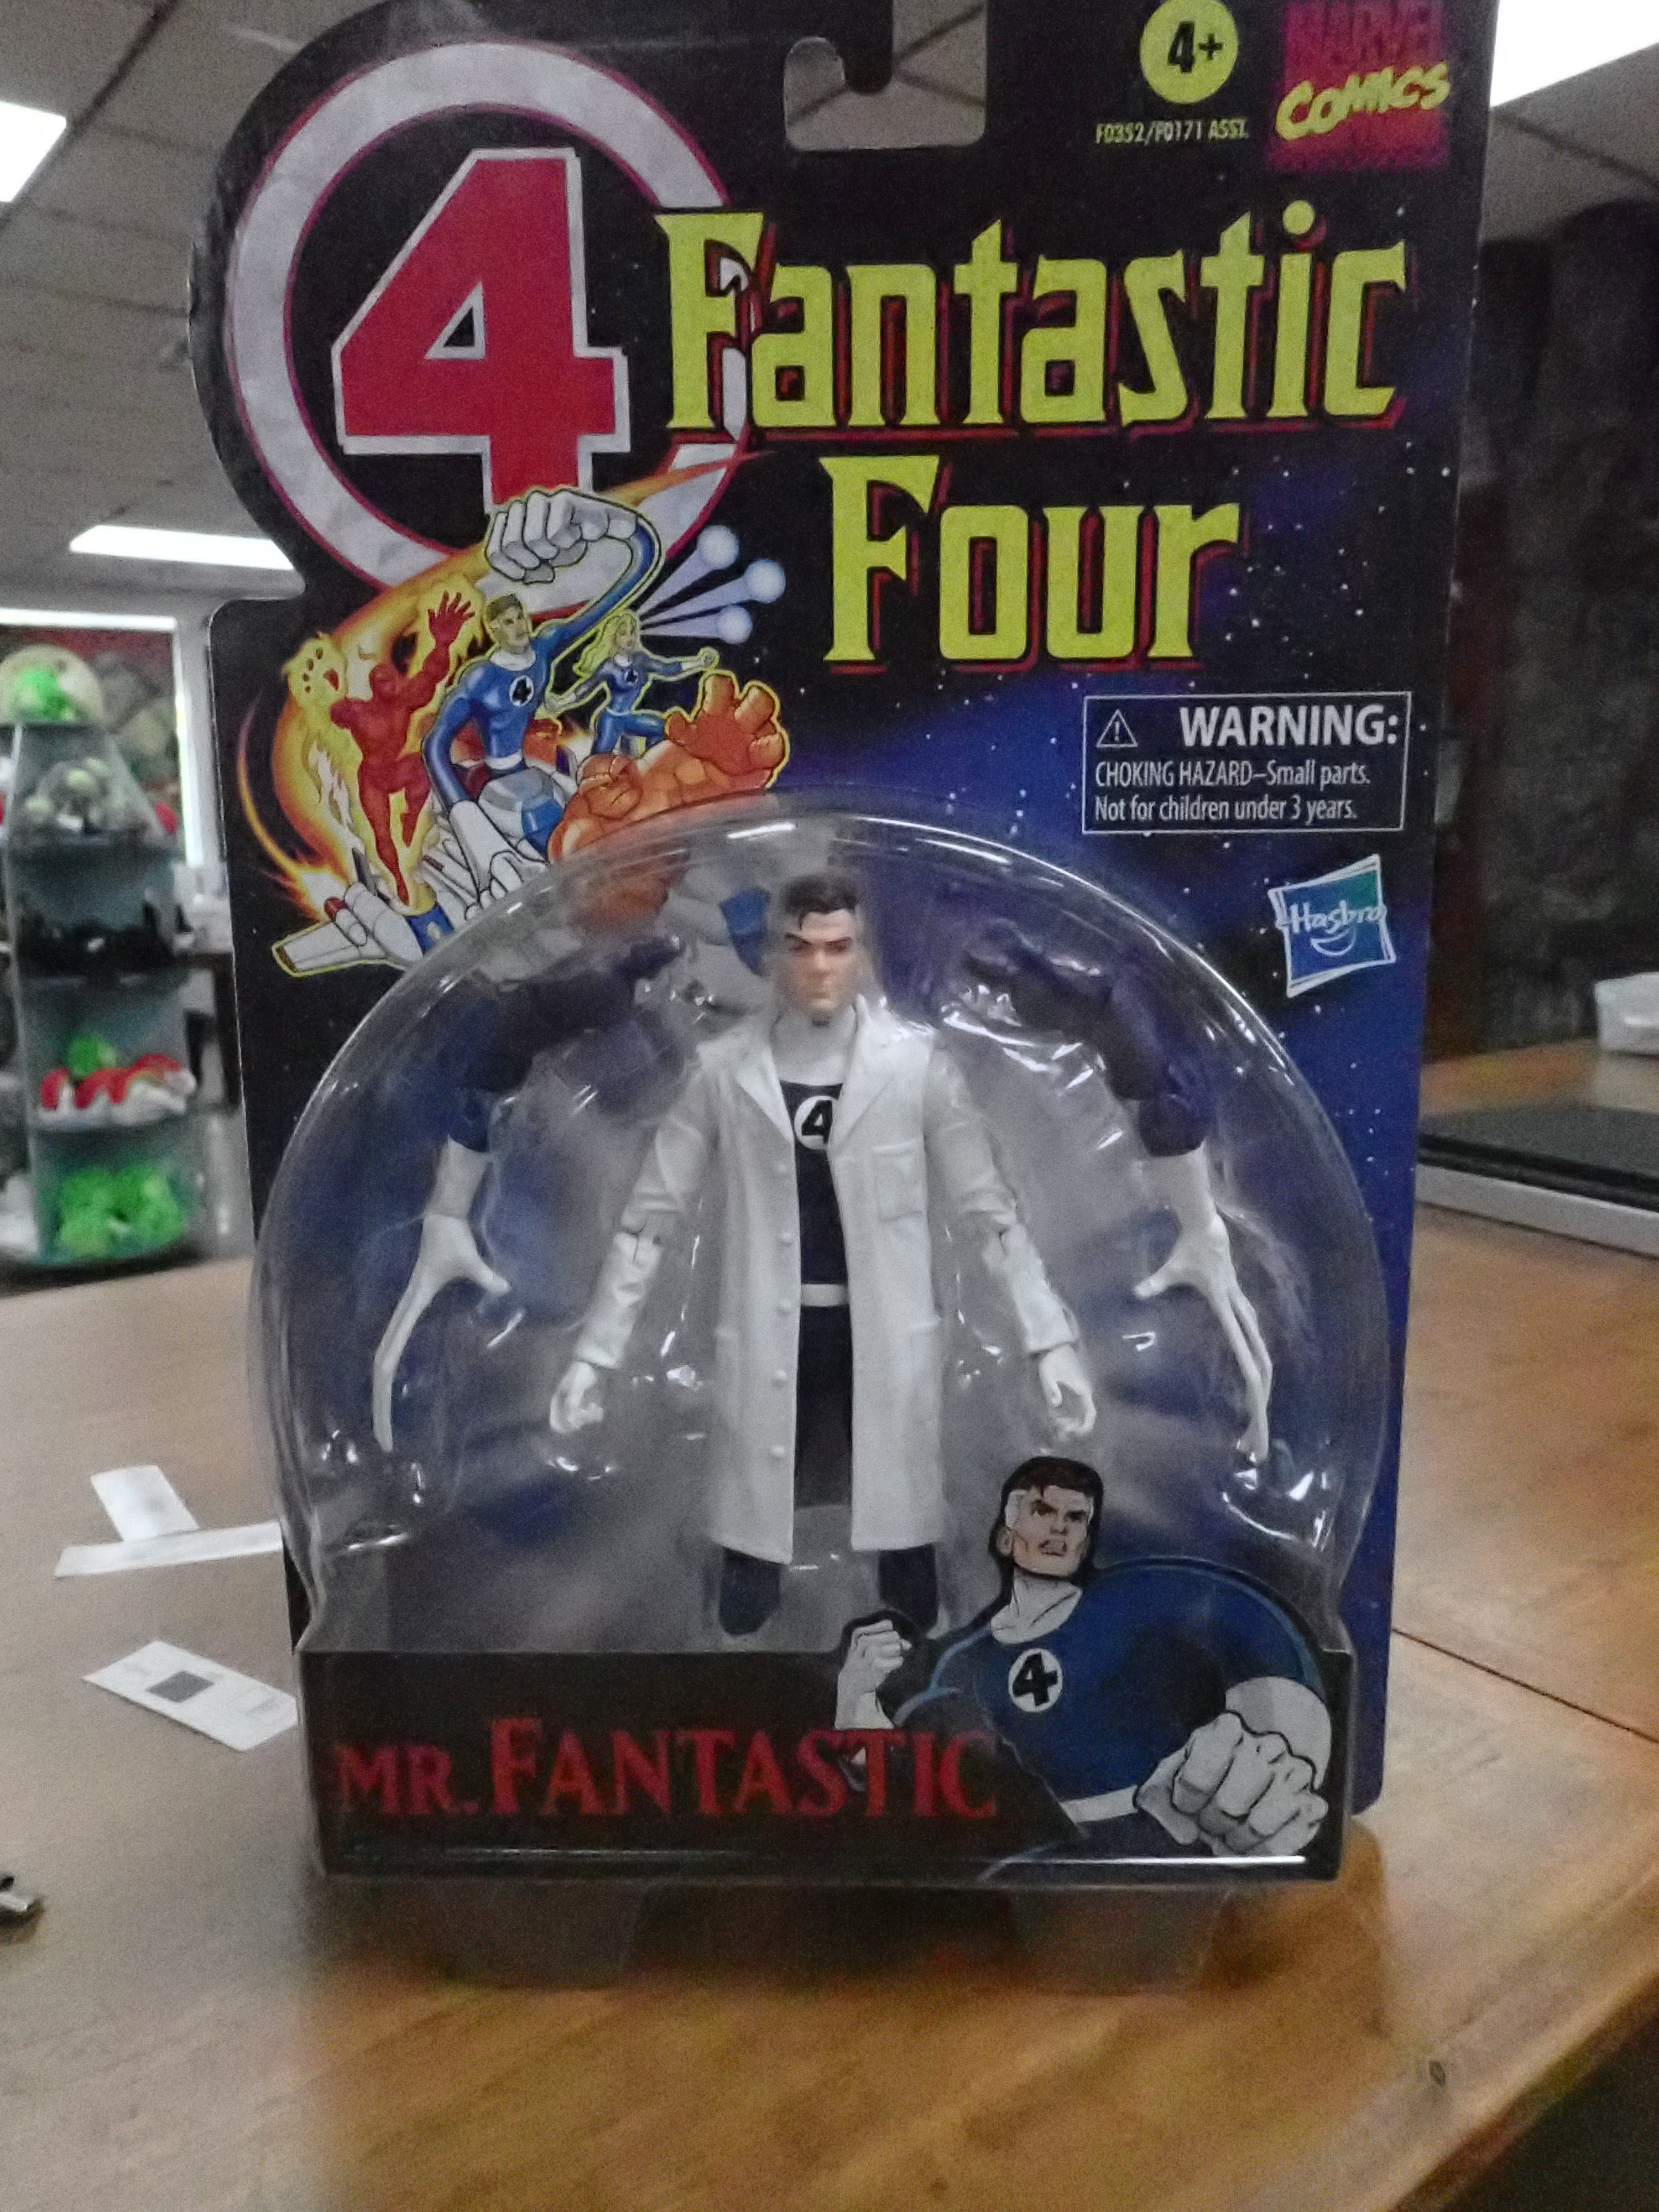 4+
MARVEL
COMICS
F0352/F0171 ASST.
4
Fantastic
Four
WARNING:
CHOKING HAZARD–Small parts.
Not for children under 3 years.
Hasbro
4
4
4
MR. FANTASTIC